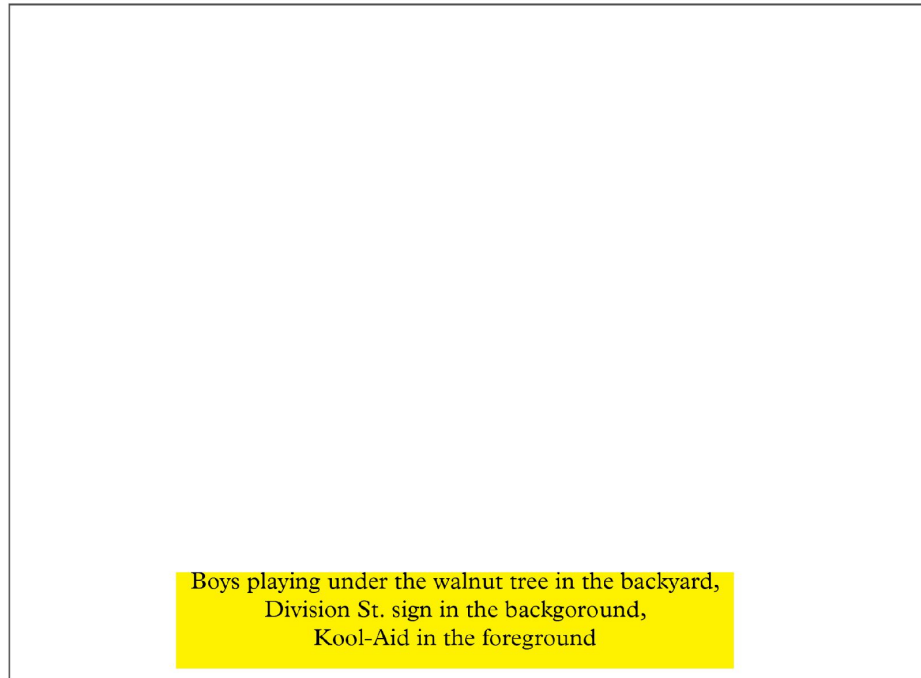 Boys playing under the walnut tree in the backyard,
Division St. sign in the backgoround,
Kool-Aid in the foreground